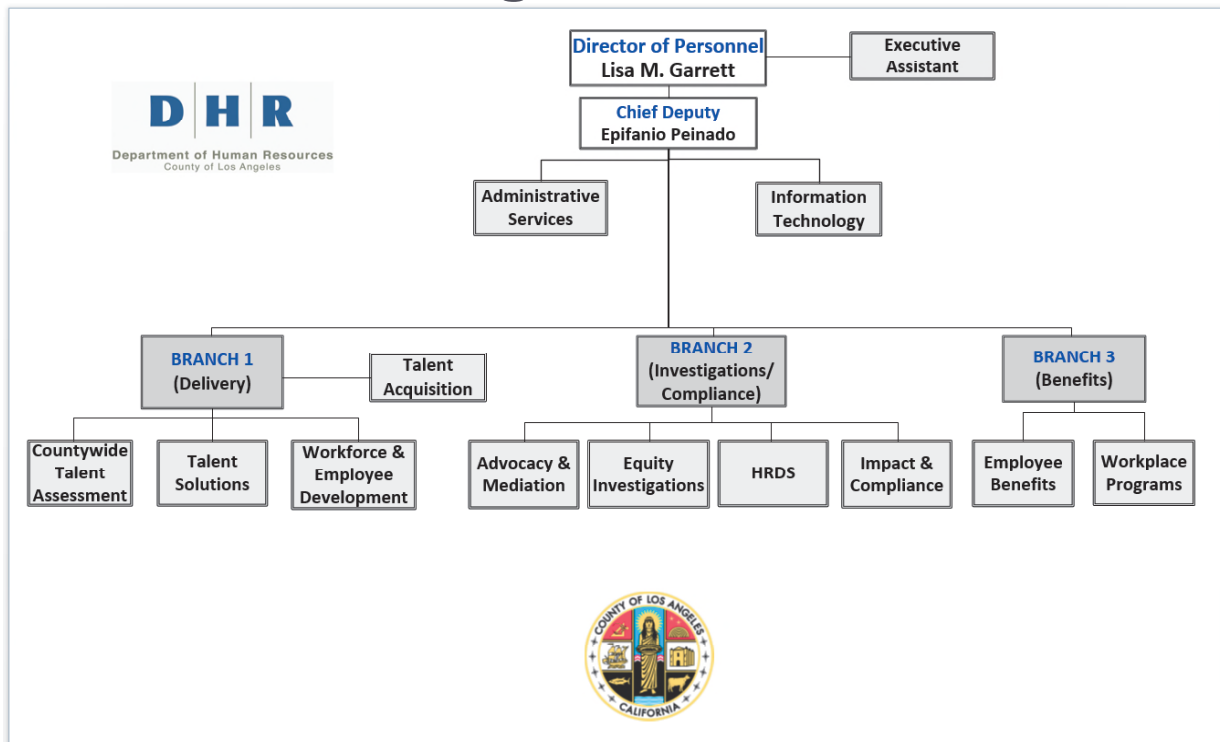 Director of Personnel
Lisa M. Garrett
Executive
Assistant
DHR
Department of Human Resources
County of Los Angeles
Chief Deputy
Epifanio Peinado
Administrative
Services
Information
Technology
BRANCH 1
(Delivery)
Talent
Acquisition
BRANCH 2
(Investigations/
Compliance)
BRANCH 3
(Benefits)
Countywide
Talent
Assessment
Talent
Solutions
Workforce &
Employee
Development
Advocacy &
Mediation
Equity
Investigations
HRDS
Impact &
Compliance
Employee
Benefits
Workplace
Programs
COUNTY OF LOS ANGELES
CALIFORNIA